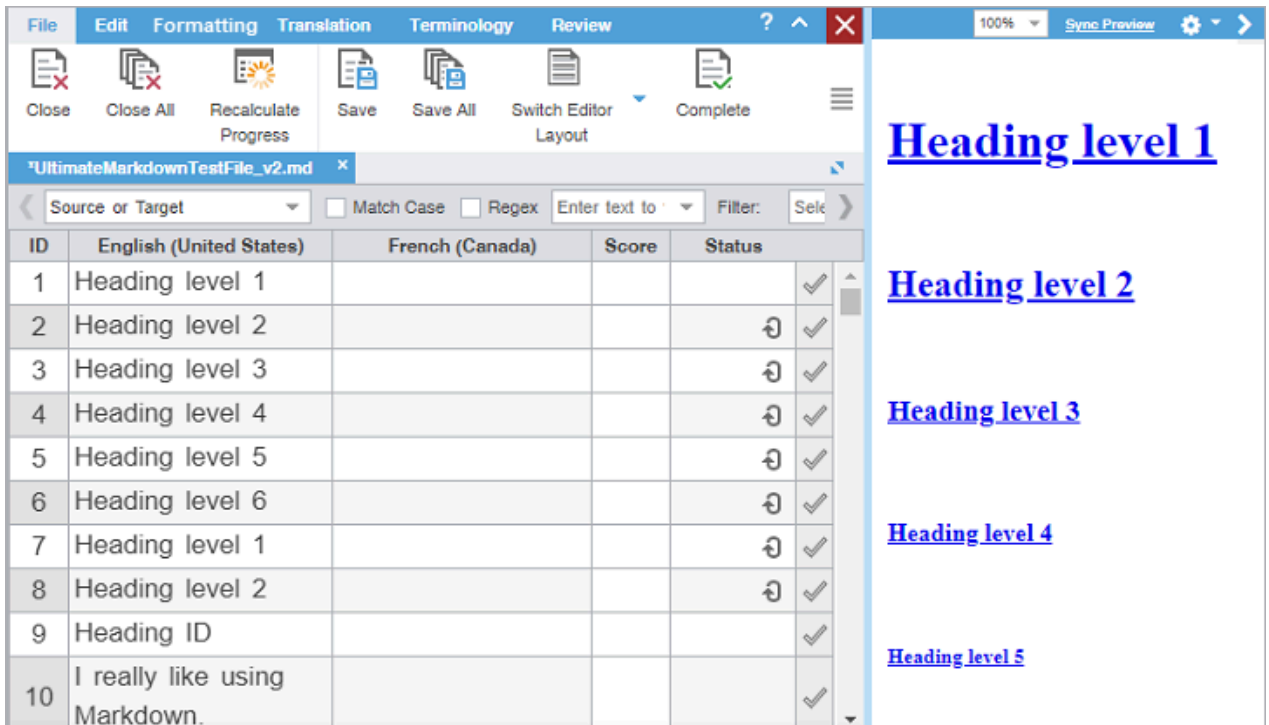 File Edit Formatting Translation Terminology Review ?
100% Sync Preview
Close Close All Recalculate Progress Save Save All Switch Editor Layout Complete
*UltimateMarkdownTestFile_v2.md ×
Source or Target Match Case Regex Enter text to Filter: Sele
ID English (United States) French (Canada) Score Status
1 Heading level 1
2 Heading level 2
3 Heading level 3
4 Heading level 4
5 Heading level 5
6 Heading level 6
7 Heading level 1
8 Heading level 2
9 Heading ID
10 I really like using
Markdown.
Heading level 1
Heading level 2
Heading level 3
Heading level 4
Heading level 5